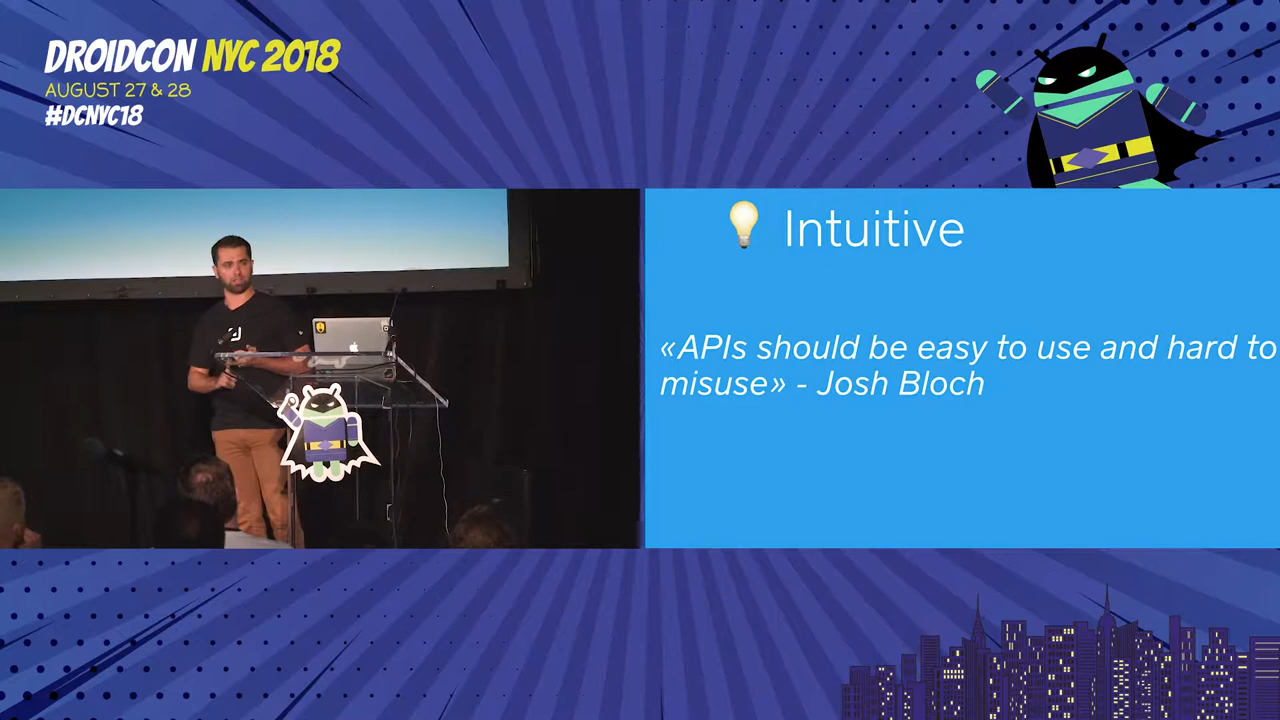 DROIDCON NYC 2018
AUGUST 27 & 28
#DCNYC18
Intuitive
«APIs should be easy to use and hard to
misuse» - Josh Bloch